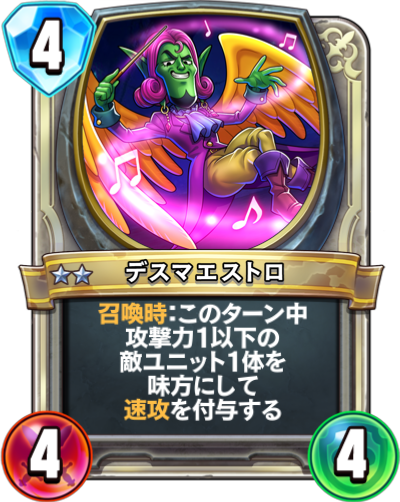 4
デスマエストロ
召喚時:このターン中
攻撃力1以下の
敵ユニット1体を
味方にして
速攻を付与する
4
4